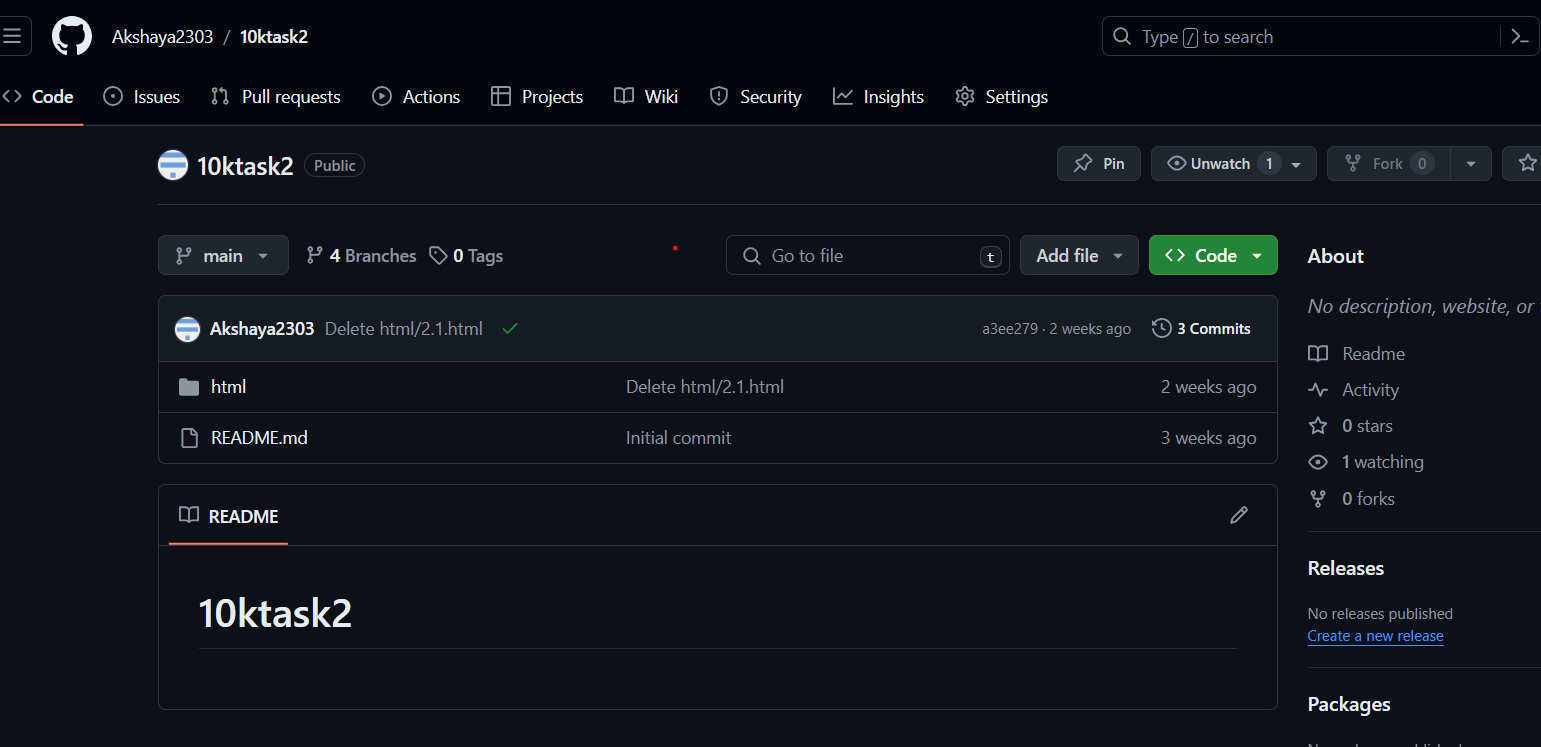 Akshaya2303 / 10ktask2
Type / to search
Code Issues Pull requests Actions Projects Wiki Security Insights Settings
10ktask2 Public
Pin Unwatch 1 Fork 0
main 4 Branches 0 Tags Go to file t Add file Code
About
No description, website, or
Akshaya2303 Delete html/2.1.html a3ee279 · 2 weeks ago 3 Commits
Readme
html Delete html/2.1.html 2 weeks ago
Activity
0 stars
README.md Initial commit 3 weeks ago
1 watching
0 forks
README
10ktask2
Releases
No releases published
Create a new release
Packages